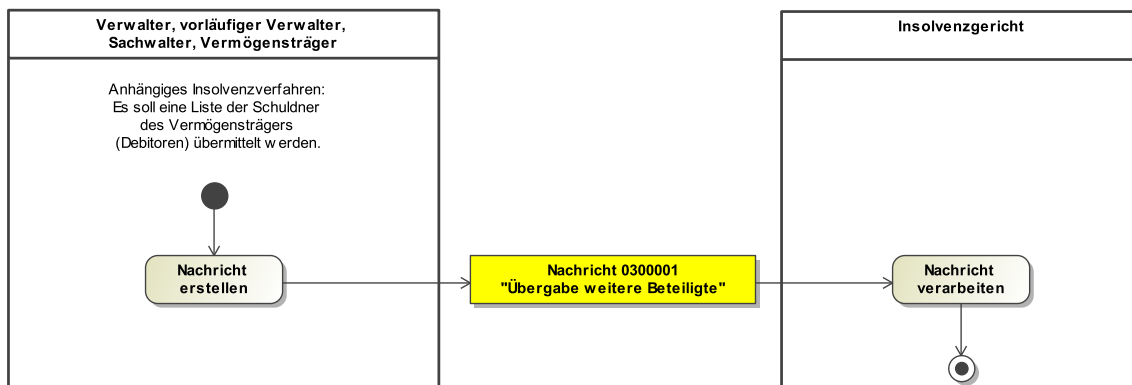 Verwalter, vorläufiger Verwalter,
Sachwalter, Vermögensträger
Insolvenzgericht
Anhängiges Insolvenzverfahren:
Es soll eine Liste der Schuldner
des Vermögensträgers
(Debitoren) übermittelt werden.
Nachricht
erstellen
Nachricht 0300001
"Übergabe weitere Beteiligte"
Nachricht
verarbeiten